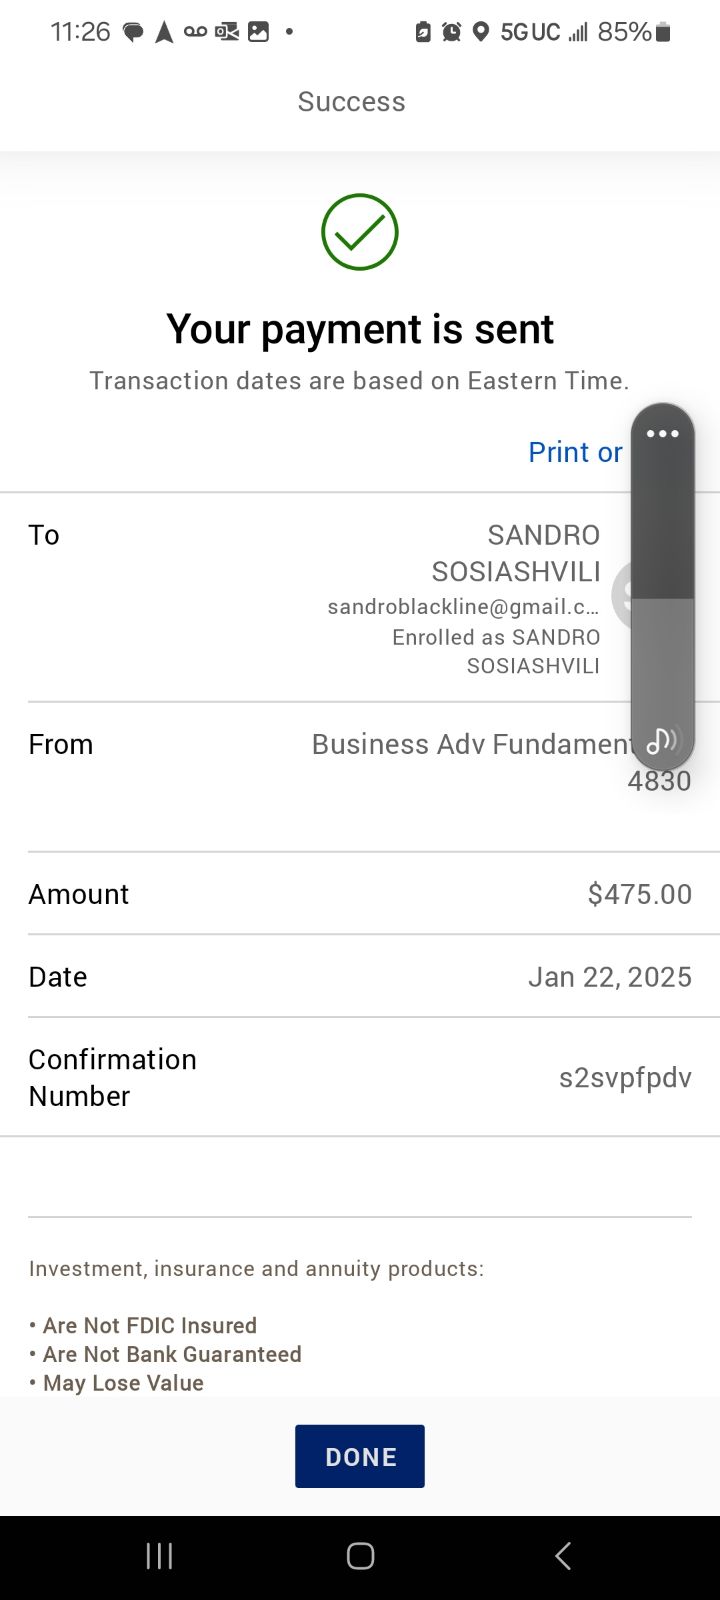 11:26 5G UC 85%
Success
Your payment is sent
Transaction dates are based on Eastern Time.
Print or
To
SANDRO
SOSIASHVILI
sandroblackline@gmail.c...
Enrolled as SANDRO
SOSIASHVILI
From
Business Adv Fundament
4830
Amount
$475.00
Date
Jan 22, 2025
Confirmation
Number
s2svpfpdv
Investment, insurance and annuity products:
• Are Not FDIC Insured
• Are Not Bank Guaranteed
• May Lose Value
DONE